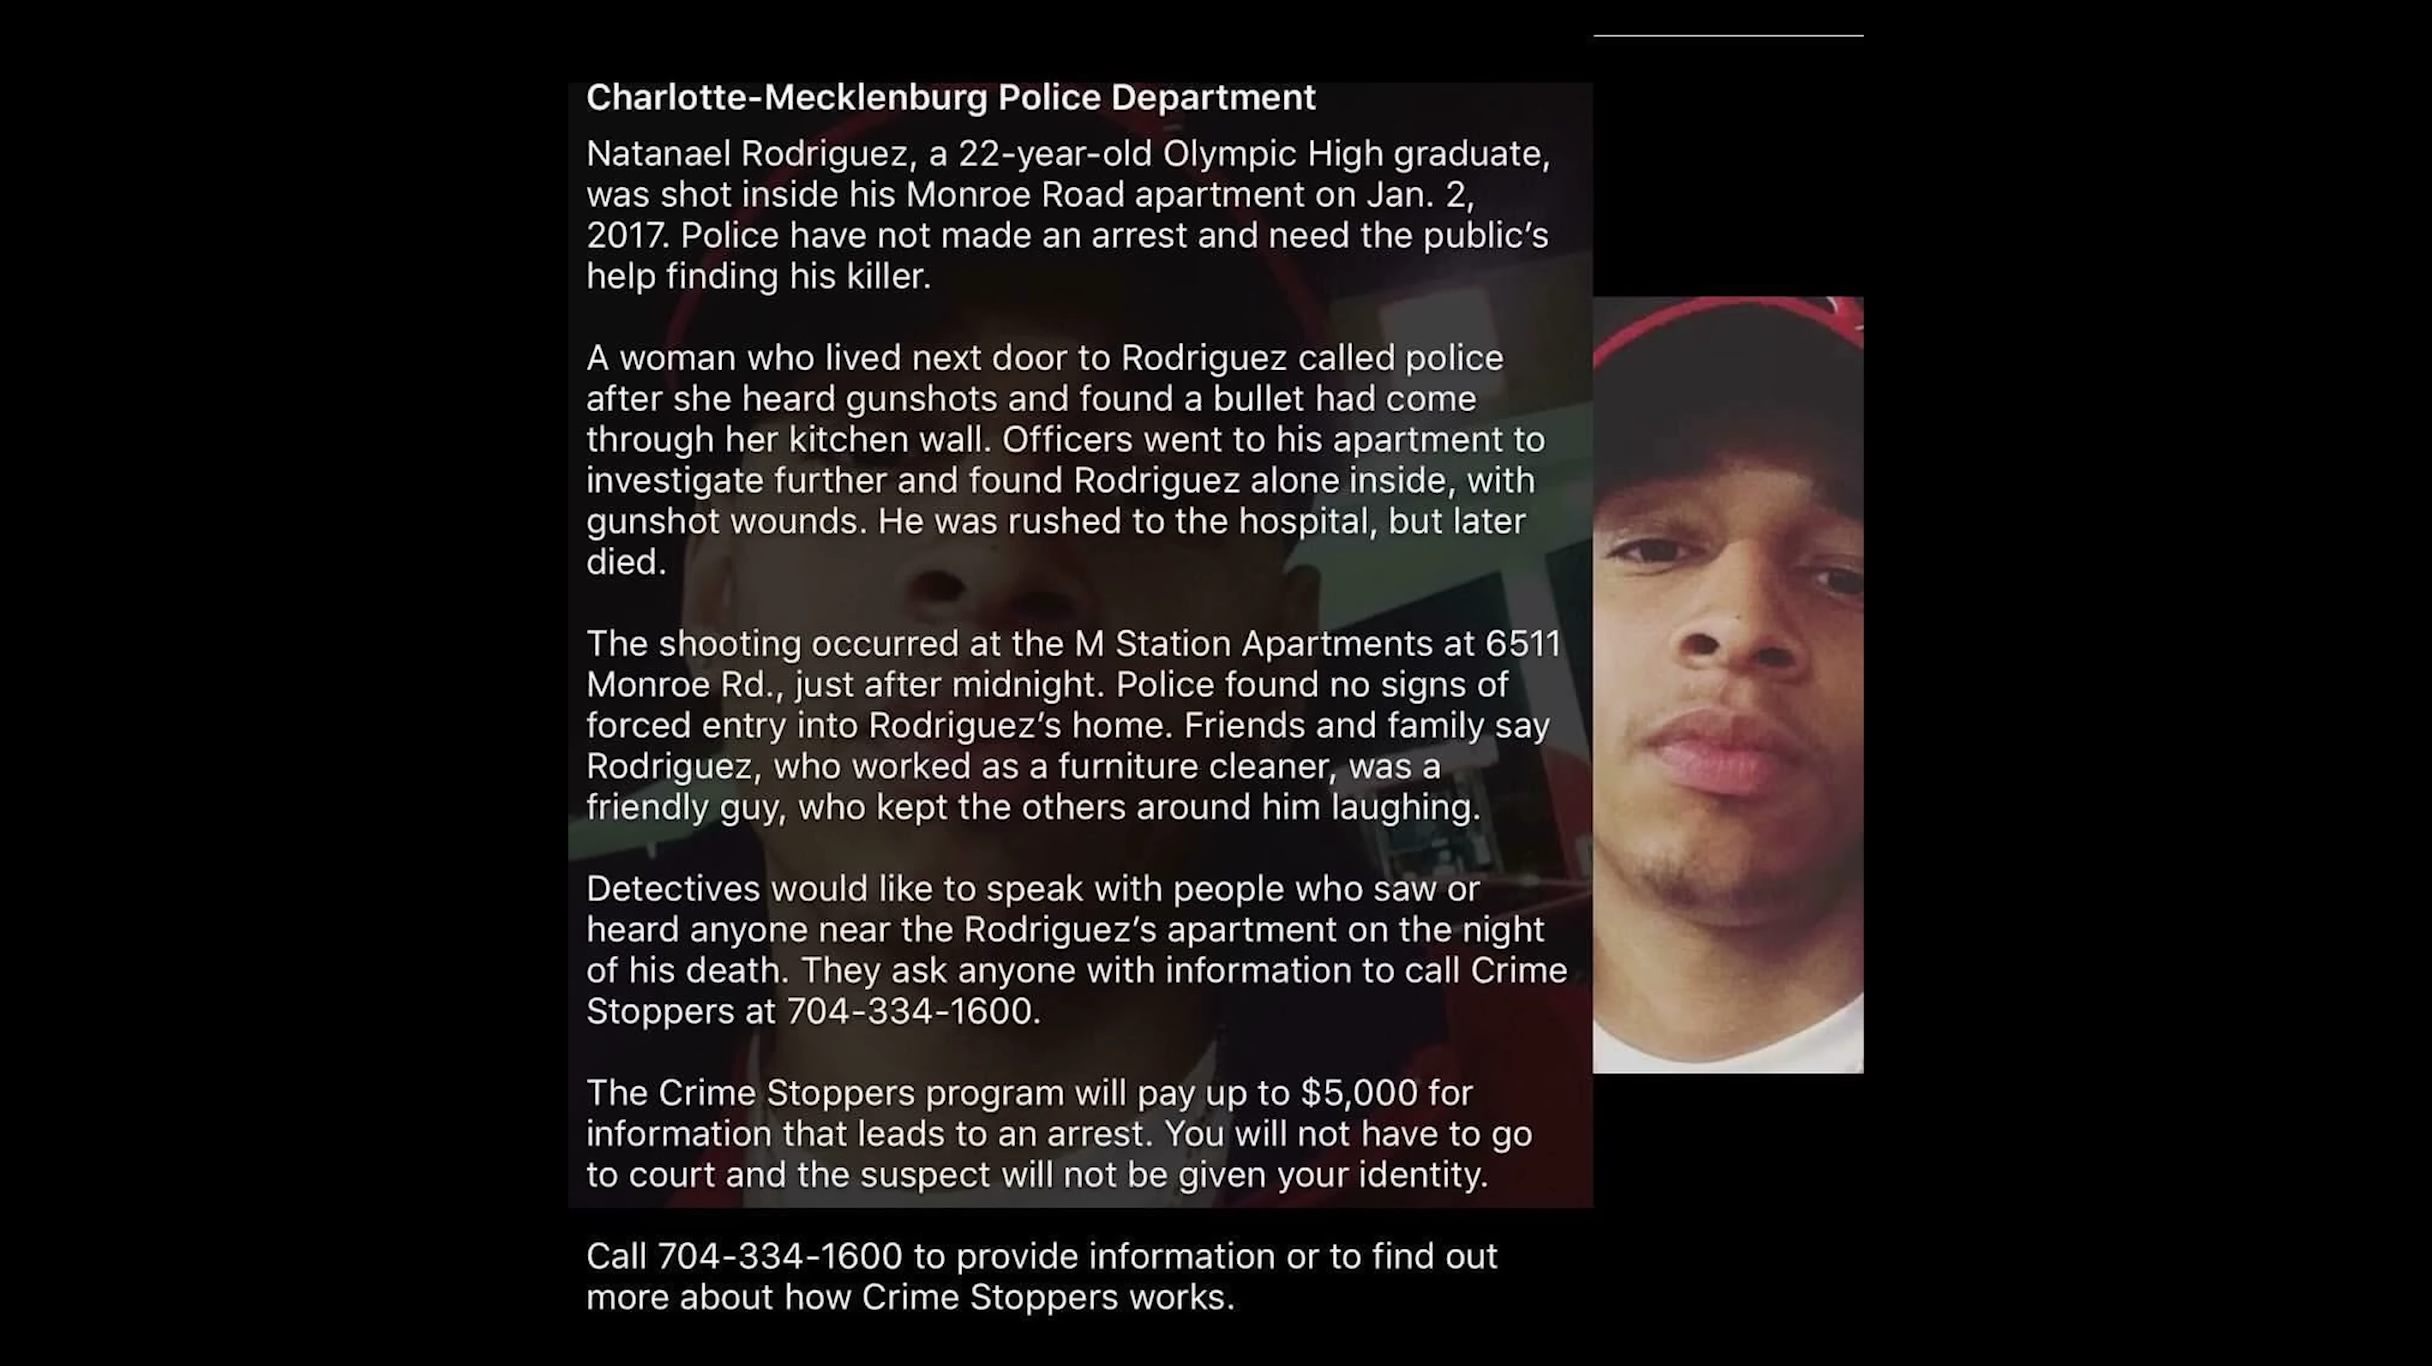 Charlotte-Mecklenburg Police Department
Natanael Rodriguez, a 22-year-old Olympic High graduate,
was shot inside his Monroe Road apartment on Jan. 2,
2017. Police have not made an arrest and need the public’s
help finding his killer.
A woman who lived next door to Rodriguez called police
after she heard gunshots and found a bullet had come
through her kitchen wall. Officers went to his apartment to
investigate further and found Rodriguez alone inside, with
gunshot wounds. He was rushed to the hospital, but later
died.
The shooting occurred at the M Station Apartments at 6511
Monroe Rd., just after midnight. Police found no signs of
forced entry into Rodriguez’s home. Friends and family say
Rodriguez, who worked as a furniture cleaner, was a
friendly guy, who kept the others around him laughing.
Detectives would like to speak with people who saw or
heard anyone near the Rodriguez’s apartment on the night
of his death. They ask anyone with information to call Crime
Stoppers at 704-334-1600.
The Crime Stoppers program will pay up to $5,000 for
information that leads to an arrest. You will not have to go
to court and the suspect will not be given your identity.
Call 704-334-1600 to provide information or to find out
more about how Crime Stoppers works.